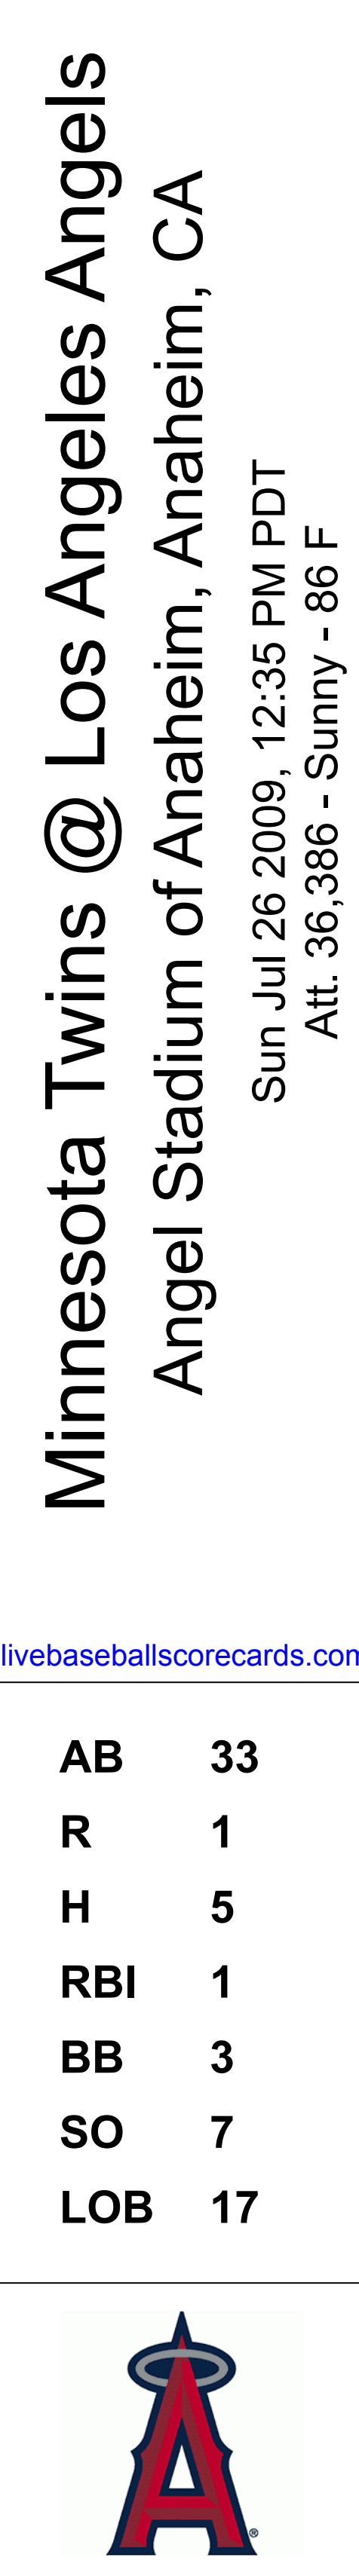 Minnesota Twins @ Los Angeles Angels
Angel Stadium of Anaheim, Anaheim, CA
Sun Jul 26 2009, 12:35 PM PDT
Att. 36,386 - Sunny - 86 F
livebaseballscorecards.com
AB 33
R 1
H 5
RBI 1
BB 3
SO 7
LOB 17
A®